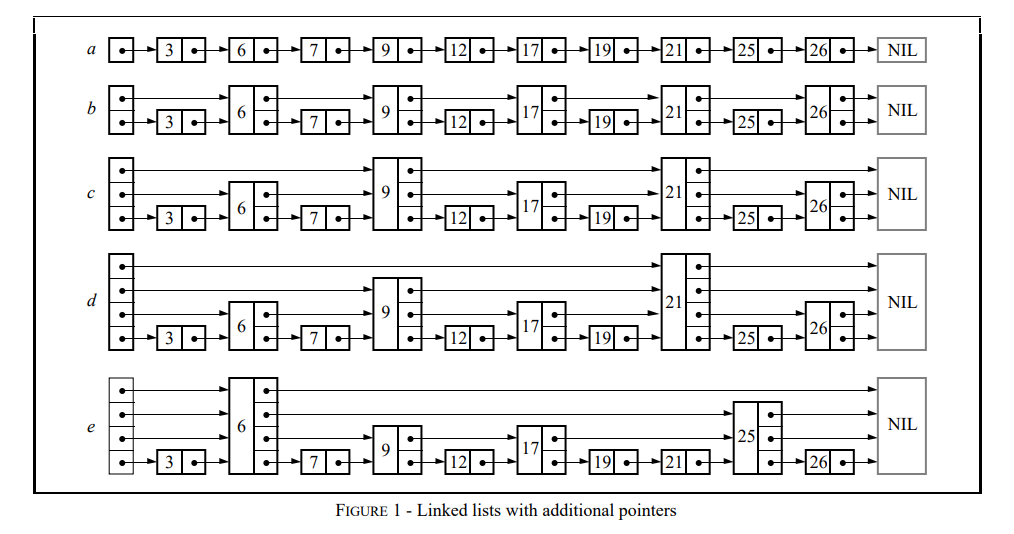 a 3 6 7 9 12 17 19 21 25 26 NIL
b 3 6 7 9 12 17 19 21 25 26 NIL
c 3 6 7 9 12 17 19 21 25 26 NIL
d 3 6 7 9 12 17 19 21 25 26 NIL
e 3 6 7 9 12 17 19 21 25 26 NIL
FIGURE 1 - Linked lists with additional pointers